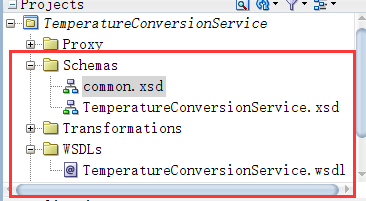 Projects
TemperatureConversionService
Proxy
Schemas
common.xsd
TemperatureConversionService.xsd
Transformations
WSDLs
TemperatureConversionService.wsdl